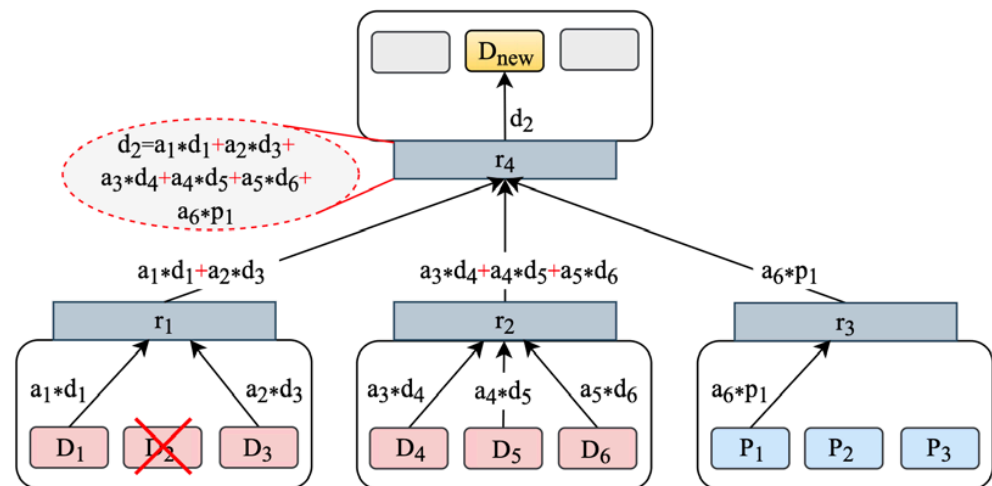 Dnew
d2
d2=a1*d1+a2*d3+
a3*d4+a4*d5+a5*d6+
a6*p1
r4
a1*d1+a2*d3
a3*d4+a4*d5+a5*d6
a6*p1
r1
r2
r3
a1*d1
a2*d3
a3*d4
a4*d5
a5*d6
a6*p1
D1
D2
D3
D4
D5
D6
P1
P2
P3